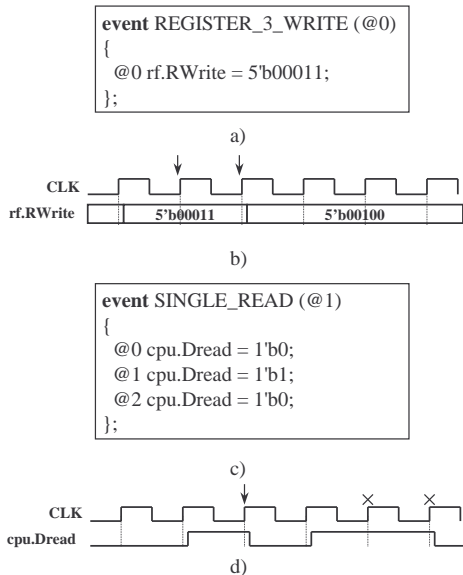 event REGISTER_3_WRITE (@0)
{
@0 rf.RWrite = 5'b00011;
};
a)
CLK
rf.RWrite 5’b00011 5’b00100
b)
event SINGLE_READ (@1)
{
@0 cpu.Dread = 1'b0;
@1 cpu.Dread = 1'b1;
@2 cpu.Dread = 1'b0;
};
c)
CLK
cpu.Dread
d)